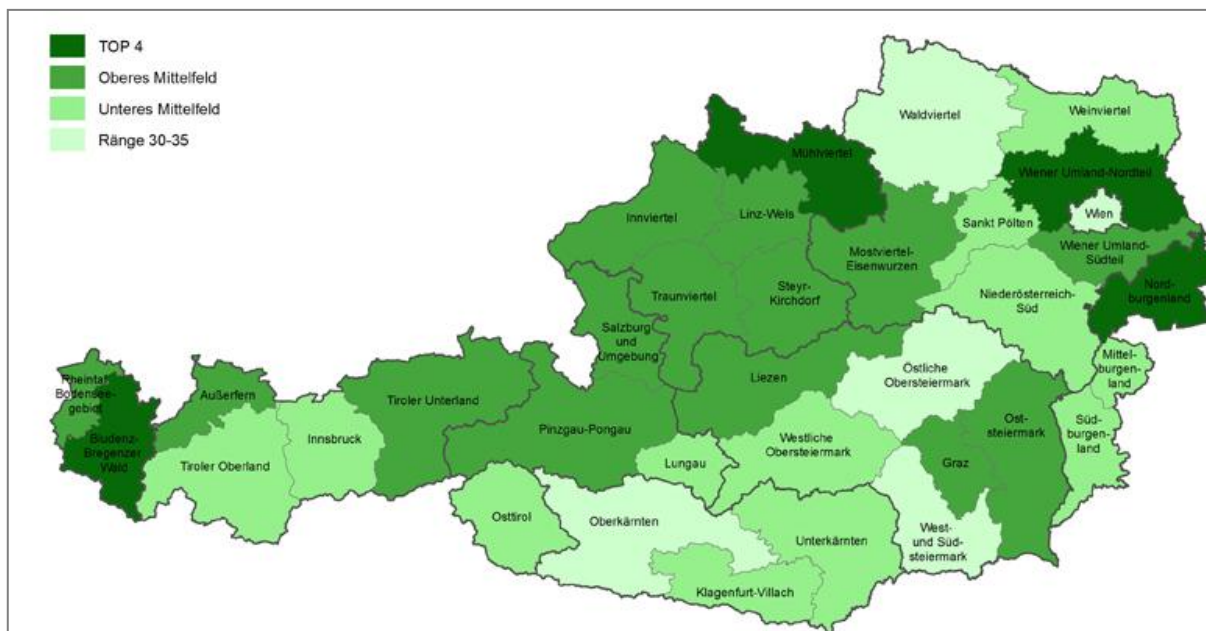 TOP 4
Oberes Mittelfeld
Unteres Mittelfeld
Ränge 30-35
Waldviertel
Weinviertel
Mühlviertel
Wiener Umland-Nordteil
Wien
Innviertel
Linz-Wels
Sankt Pölten
Mostviertel-
Eisenwurzen
Wiener Umland-
Südteil
Nord-
burgenland
Traunviertel
Steyr-
Kirchdorf
Niederösterreich-
Süd
Salzburg
und
Umgebung
Mittel-
burgen-
land
Rheintal-
Bodensee-
gebiet
Außerfern
Tiroler Unterland
Liezen
Östliche
Obersteiermark
Bludenz-
Bregenzer
Wald
Tiroler Oberland
Innsbruck
Pinzgau-Pongau
Lungau
Westliche
Obersteiermark
Graz
Ost-
steiermark
Süd-
burgen-
land
Osttirol
Oberkärnten
Unterkärnten
West-
und Süd-
steiermark
Klagenfurt-Villach